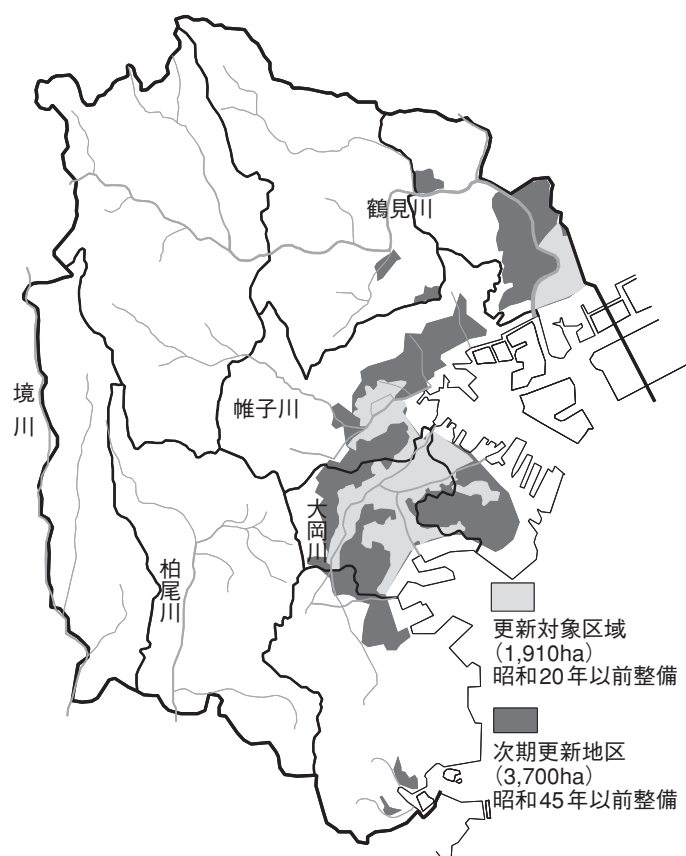 鶴見川
境川
帷子川
大岡川
柏尾川
更新対象区域
(1,910ha)
昭和20年以前整備
次期更新地区
(3,700ha)
昭和45年以前整備